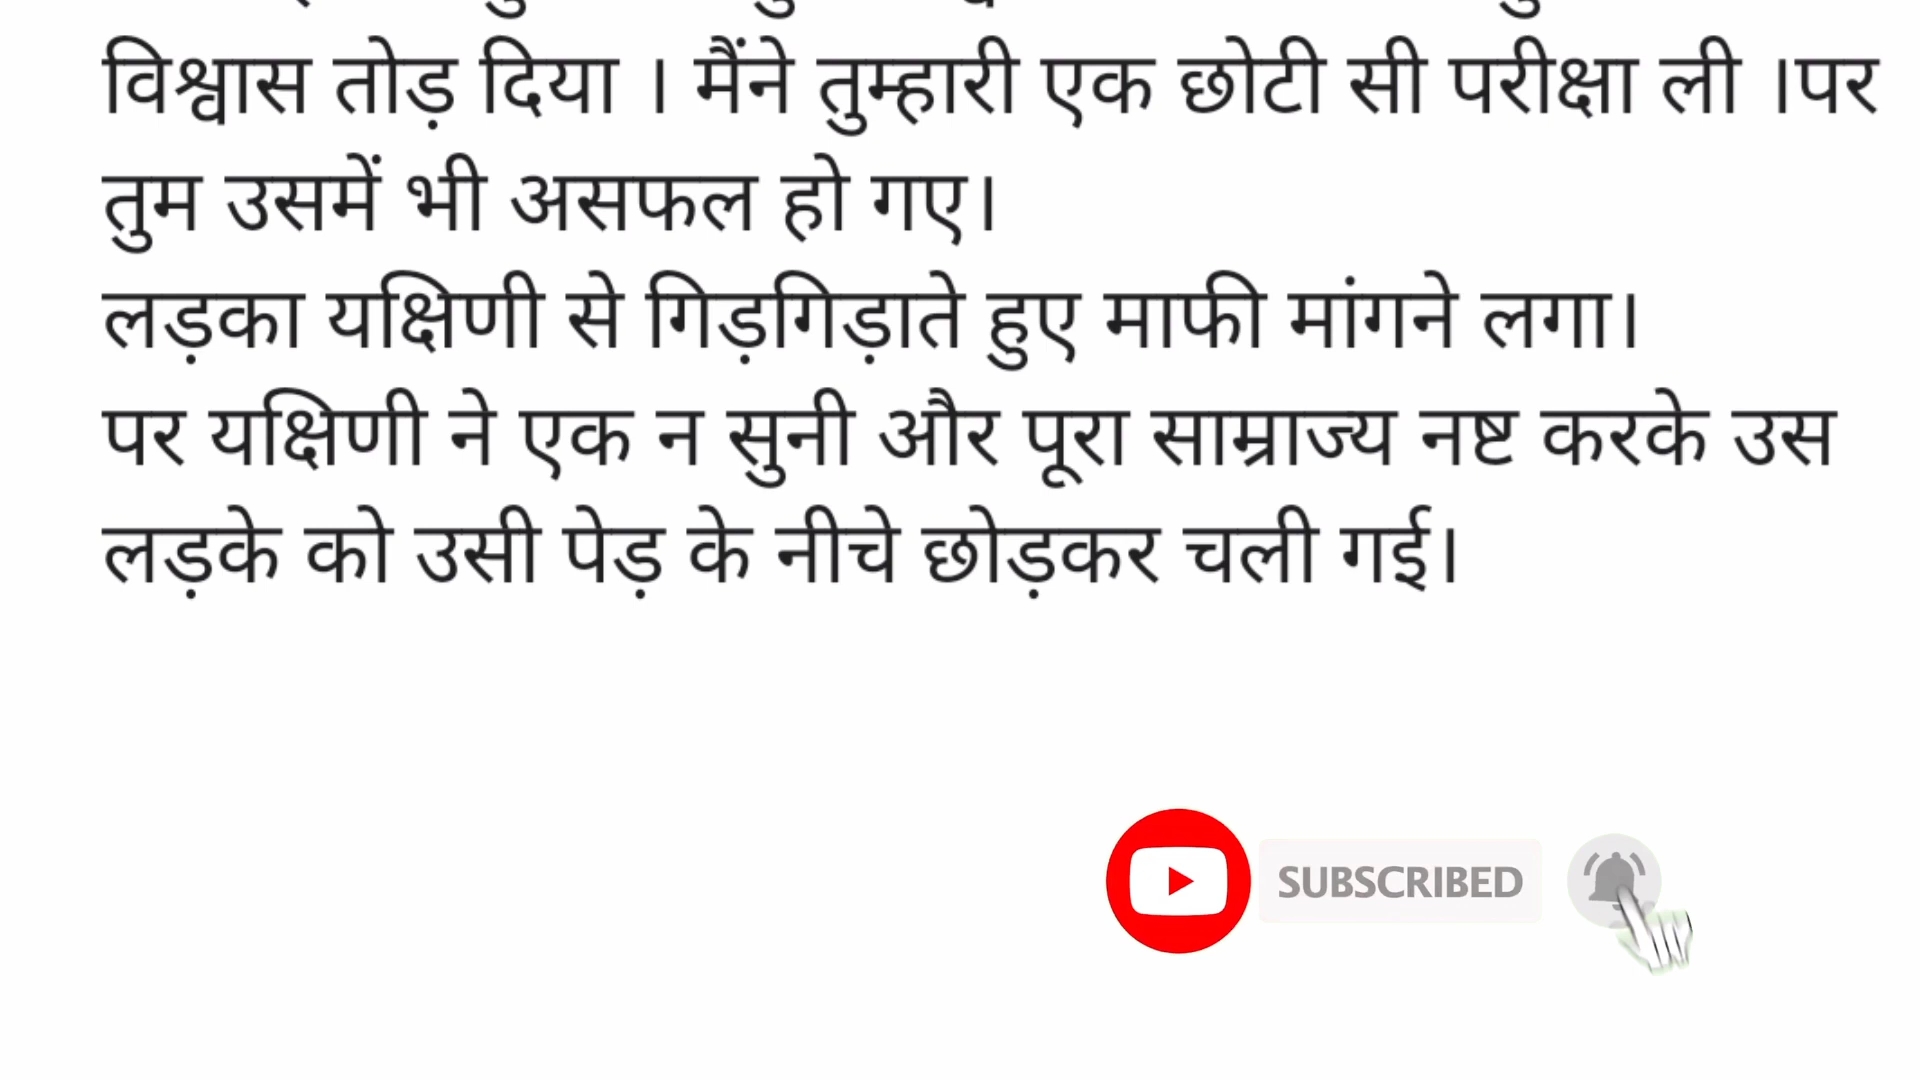 विश्वास तोड़ दिया । मैंने तुम्हारी एक छोटी सी परीक्षा ली ।पर
तुम उसमें भी असफल हो गए।
लड़का यक्षिणी से गिड़गिड़ाते हुए माफी मांगने लगा।
पर यक्षिणी ने एक न सुनी और पूरा साम्राज्य नष्ट करके उस
लड़के को उसी पेड़ के नीचे छोड़कर चली गई।
SUBSCRIBED